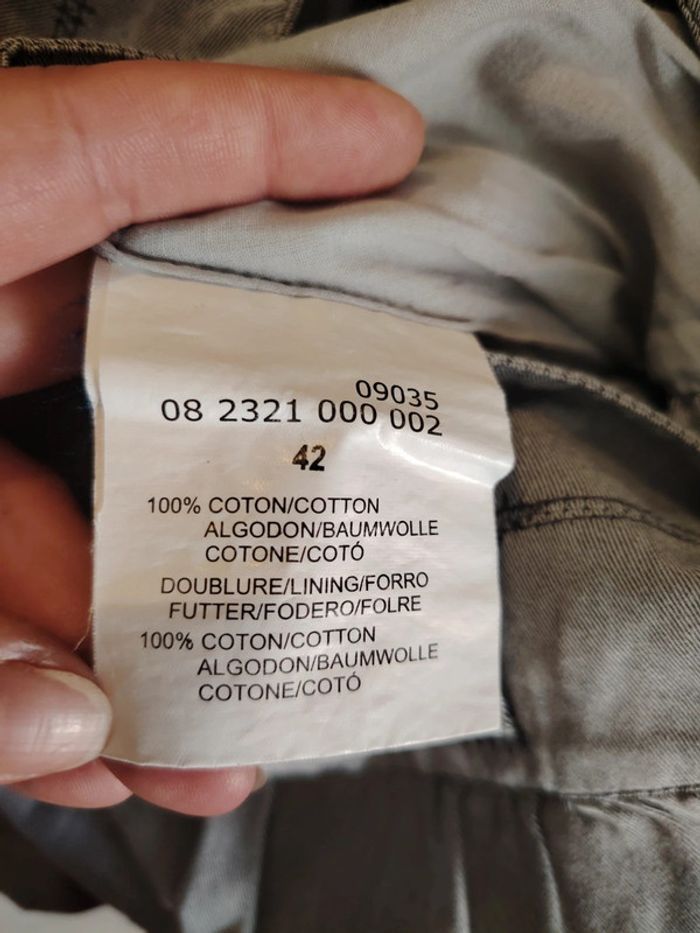 09035
08 2321 000 002
42
100% COTON/COTTON
ALGODON/BAUMWOLLE
COTONE/COTÓ
DOUBLURE/LINING/FORRO
FUTTER/FODERO/FOLRE
100% COTON/COTTON
ALGODON/BAUMWOLLE
COTONE/COTÓ